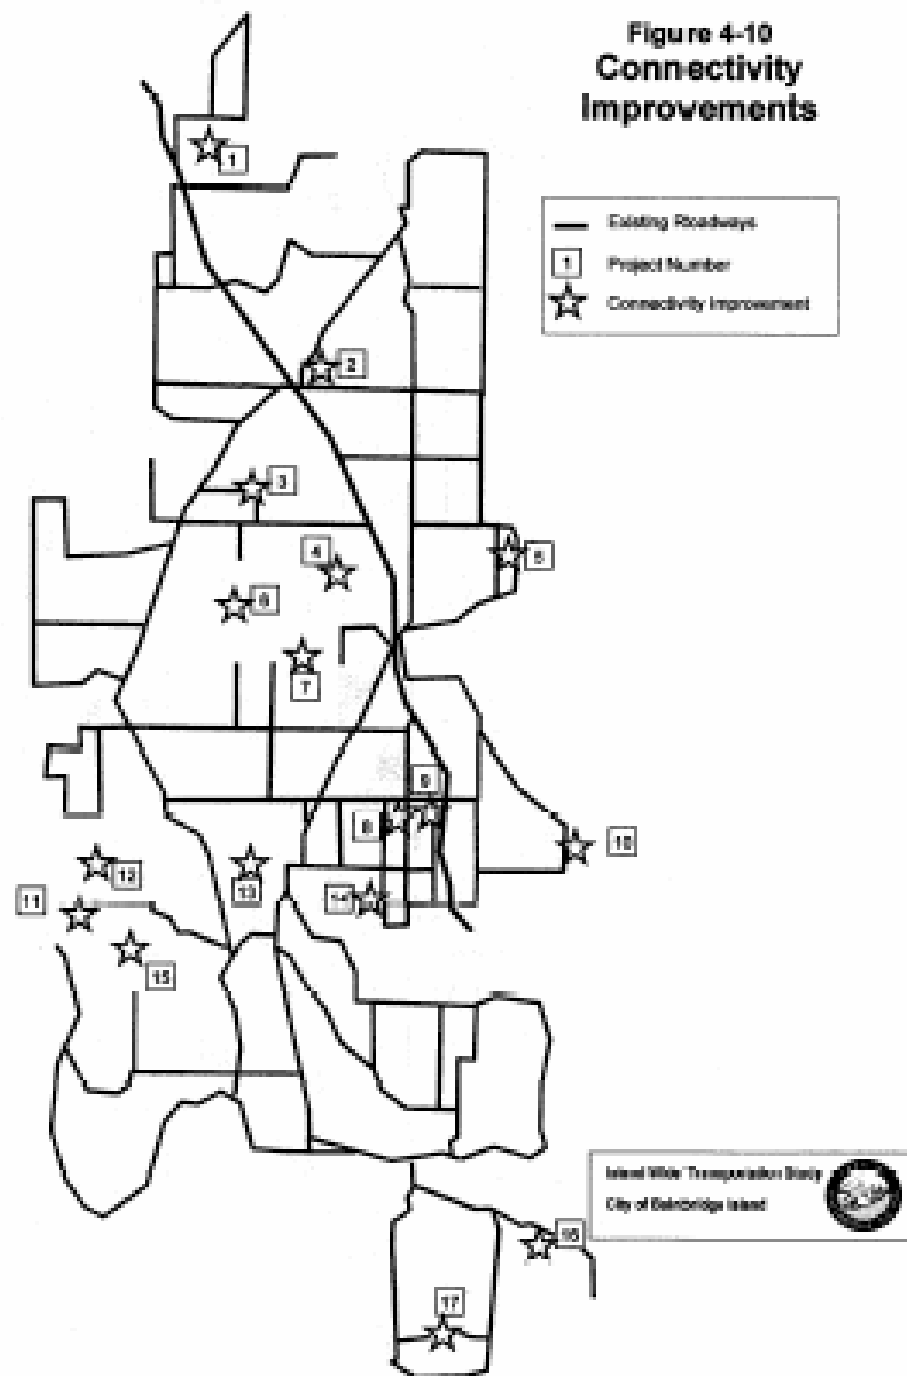 Figure 4-10
Connectivity
Improvements
Existing Roadways
1 Project Number
Connectivity Improvement
1
2
3
4
5
6
7
9
8
10
12
11
13
14
15
Island Wide Transportation Study
City of Bainbridge Island
16
17